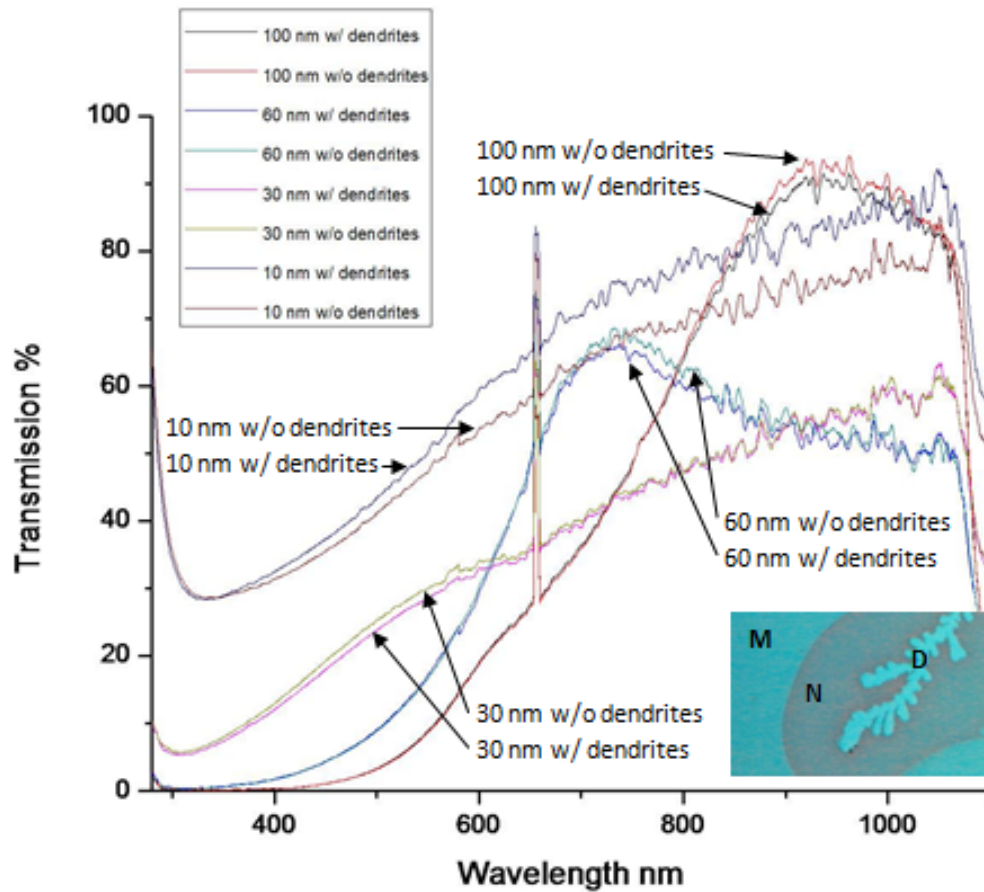 100 nm w/ dendrites
100 nm w/o dendrites
60 nm w/ dendrites
60 nm w/o dendrites
30 nm w/ dendrites
30 nm w/o dendrites
10 nm w/ dendrites
10 nm w/o dendrites
100
80
60
40
20
0
Transmission %
100 nm w/o dendrites
100 nm w/ dendrites
10 nm w/o dendrites
10 nm w/ dendrites
60 nm w/o dendrites
60 nm w/ dendrites
30 nm w/o dendrites
30 nm w/ dendrites
M
D
N
400 600 800 1000
Wavelength nm